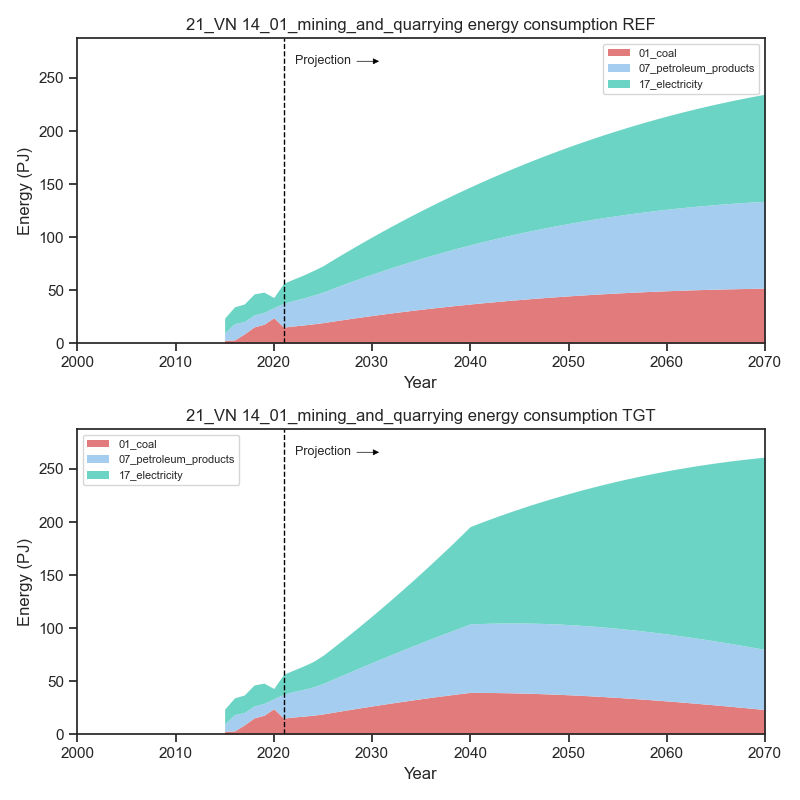 21_VN 14_01_mining_and_quarrying energy consumption REF
Projection
01_coal
07_petroleum_products
17_electricity
250
200
150
100
50
0
Energy (PJ)
2000 2010 2020 2030 2040 2050 2060 2070
Year
21_VN 14_01_mining_and_quarrying energy consumption TGT
01_coal
07_petroleum_products
17_electricity
Projection
250
200
150
100
50
0
Energy (PJ)
2000 2010 2020 2030 2040 2050 2060 2070
Year